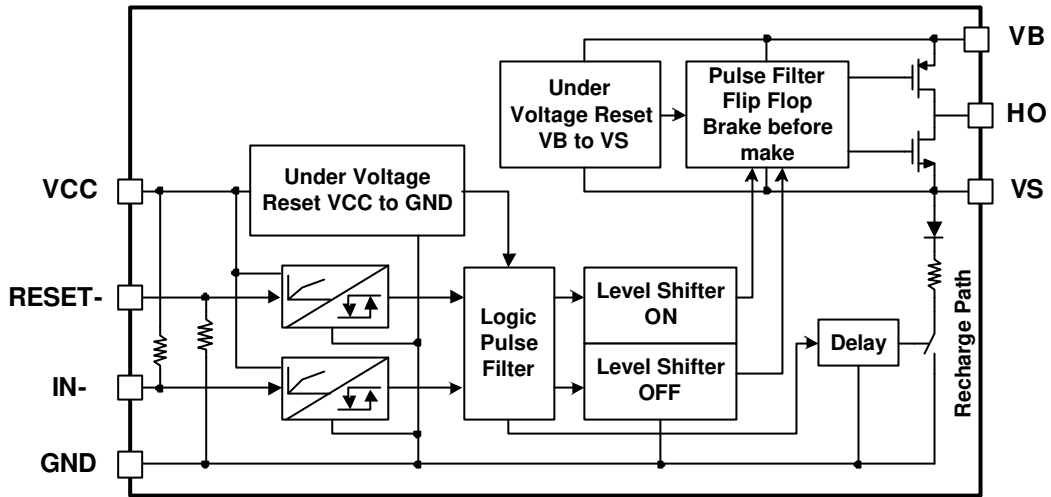 VB
Under
Voltage Reset
VB to VS
Pulse Filter
Flip Flop
Brake before
make
HO
VCC
Under Voltage
Reset VCC to GND
VS
RESET-
Logic
Pulse
Filter
Level Shifter
ON
Level Shifter
OFF
Delay
Recharge Path
IN-
GND